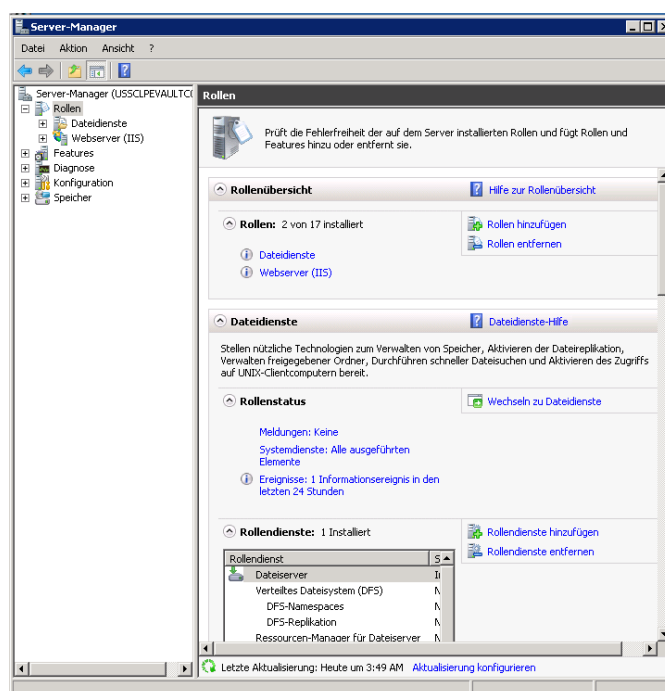 Server-Manager
Datei Aktion Ansicht ?
Server-Manager (USSCLPEVAULTC(
Rollen
Dateidienste
Webserver (IIS)
Features
Diagnose
Konfiguration
Speicher
Rollen
Prüft die Fehlerfreiheit der auf dem Server installierten Rollen und fügt Rollen und
Features hinzu oder entfernt sie.
Rollenübersicht
Hilfe zur Rollenübersicht
Rollen: 2 von 17 installiert
Rollen hinzufügen
Rollen entfernen
Dateidienste
Webserver (IIS)
Dateidienste
Dateidienste-Hilfe
Stellen nützliche Technologien zum Verwalten von Speicher, Aktivieren der Dateireplikation,
Verwalten freigegebener Ordner, Durchführen schneller Dateisuchen und Aktivieren des Zugriffs
auf UNIX-Clientcomputern bereit.
Rollenstatus
Wechseln zu Dateidienste
Meldungen: Keine
Systemdienste: Alle ausgeführten
Elemente
Ereignisse: 1 Informationsereignis in den
letzten 24 Stunden
Rollendienste: 1 Installiert
Rollendienste hinzufügen
Rollendienste entfernen
Rollendienst S
Dateiserver
Verteiltes Dateisystem (DFS) N
DFS-Namespaces N
DFS-Replikation N
Ressourcen-Manager für Dateiserver N
Letzte Aktualisierung: Heute um 3:49 AM Aktualisierung konfigurieren